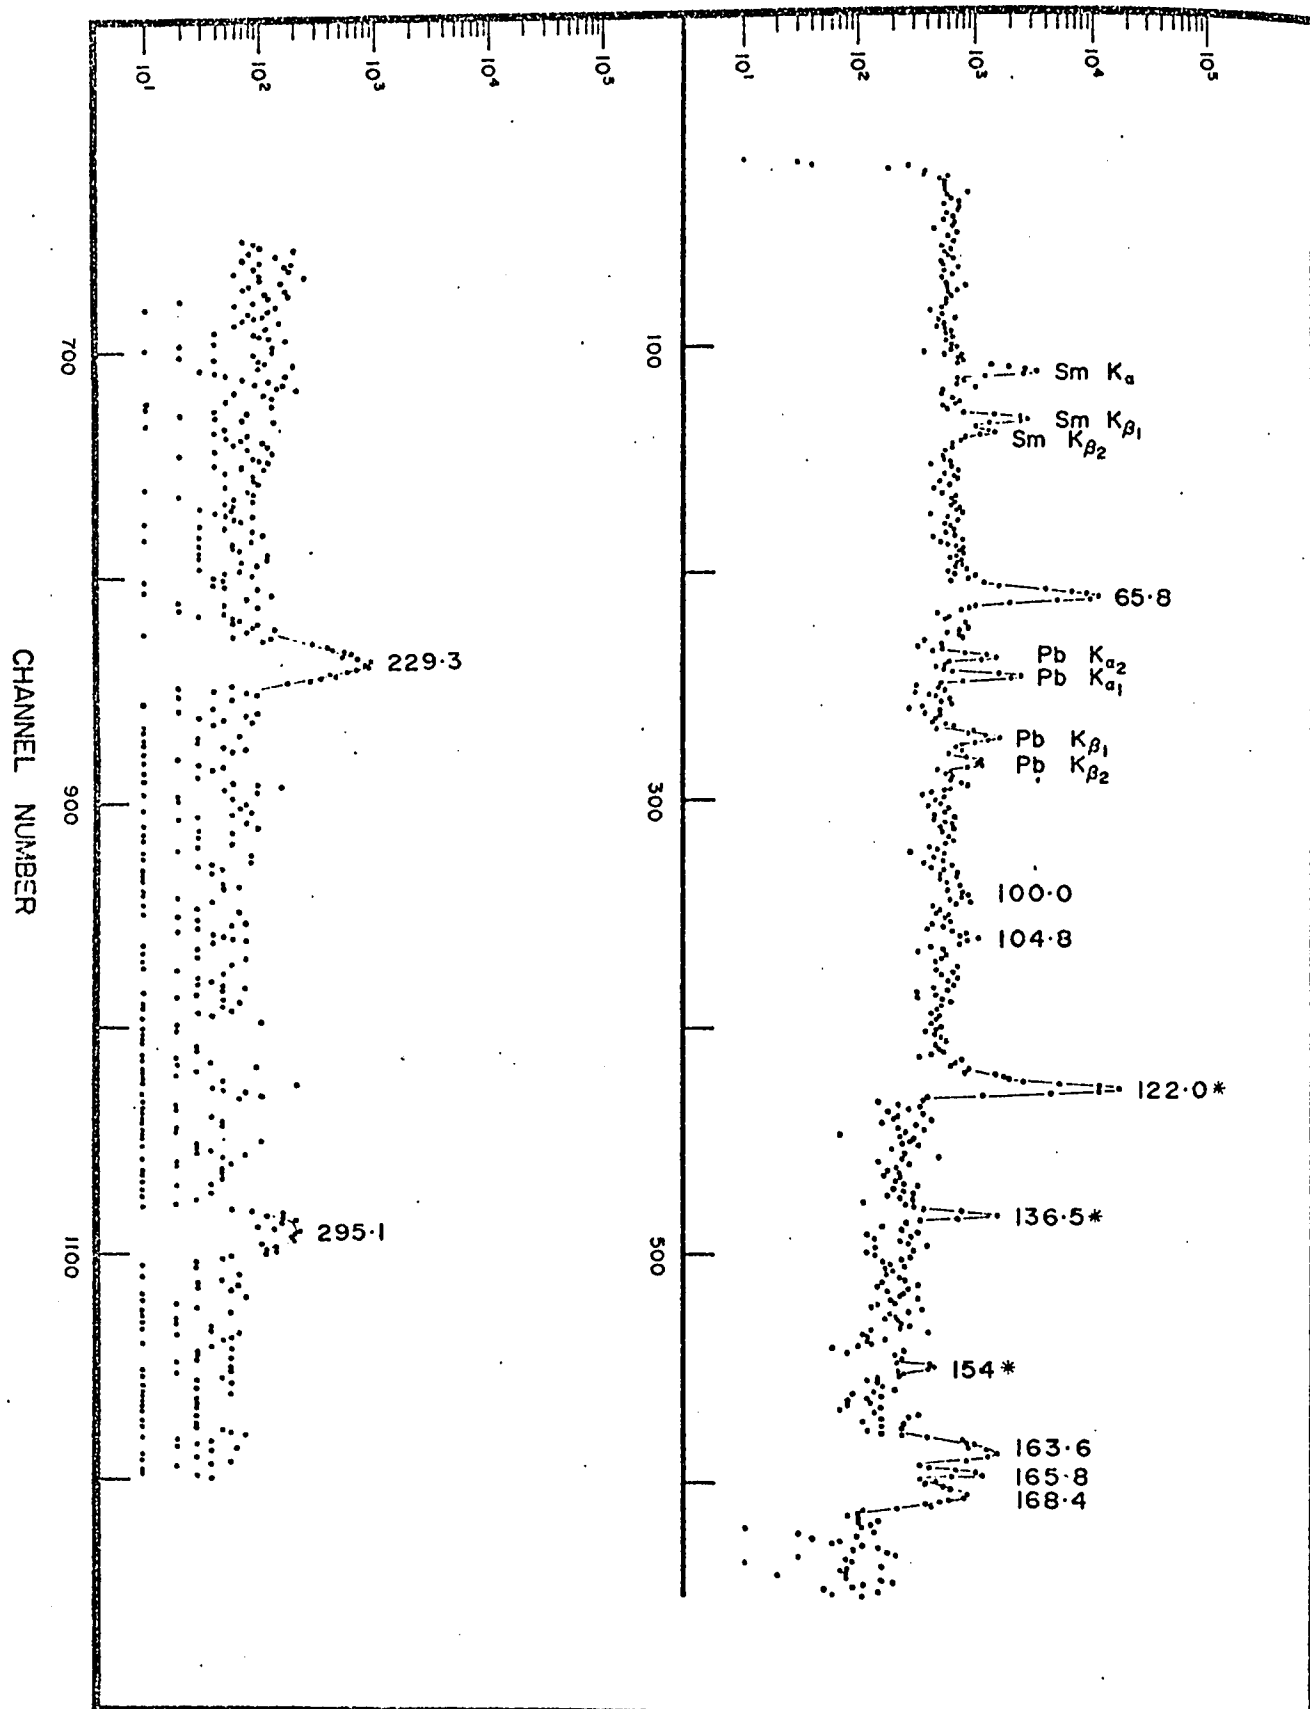 10¹ 10² 10³ 10⁴ 10⁵
100
Sm Kα
Sm Kβ₁
Sm Kβ₂
65·8
Pb Kα₂
Pb Kα₁
Pb Kβ₁
Pb Kβ₂
300
100·0
104·8
122·0*
136·5*
500
154*
163·6
165·8
168·4
10¹ 10² 10³ 10⁴ 10⁵
700
229·3
900
295·1
1100
CHANNEL NUMBER